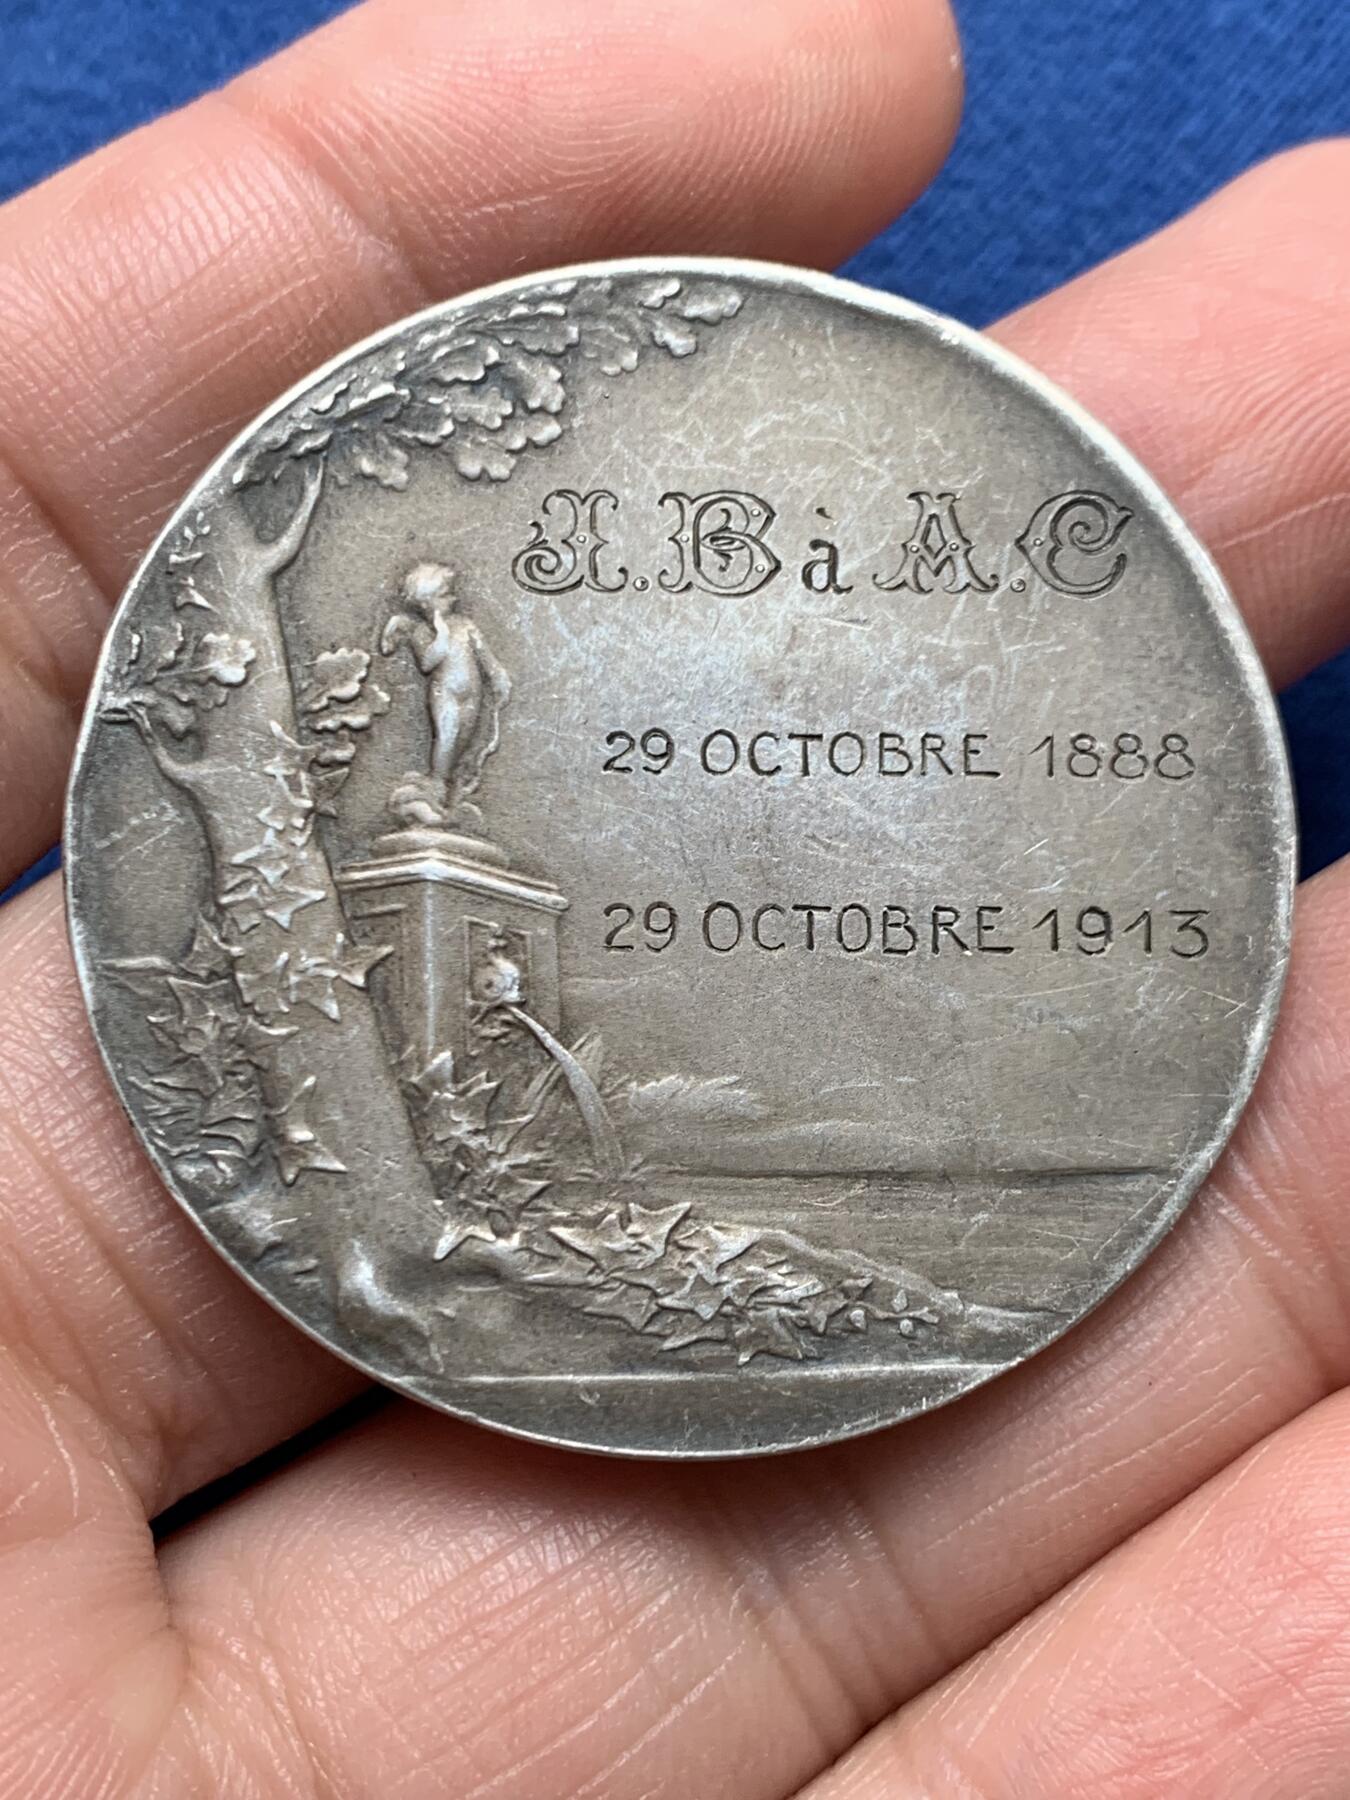 J.B à A.C
29 OCTOBRE 1888
29 OCTOBRE 1913